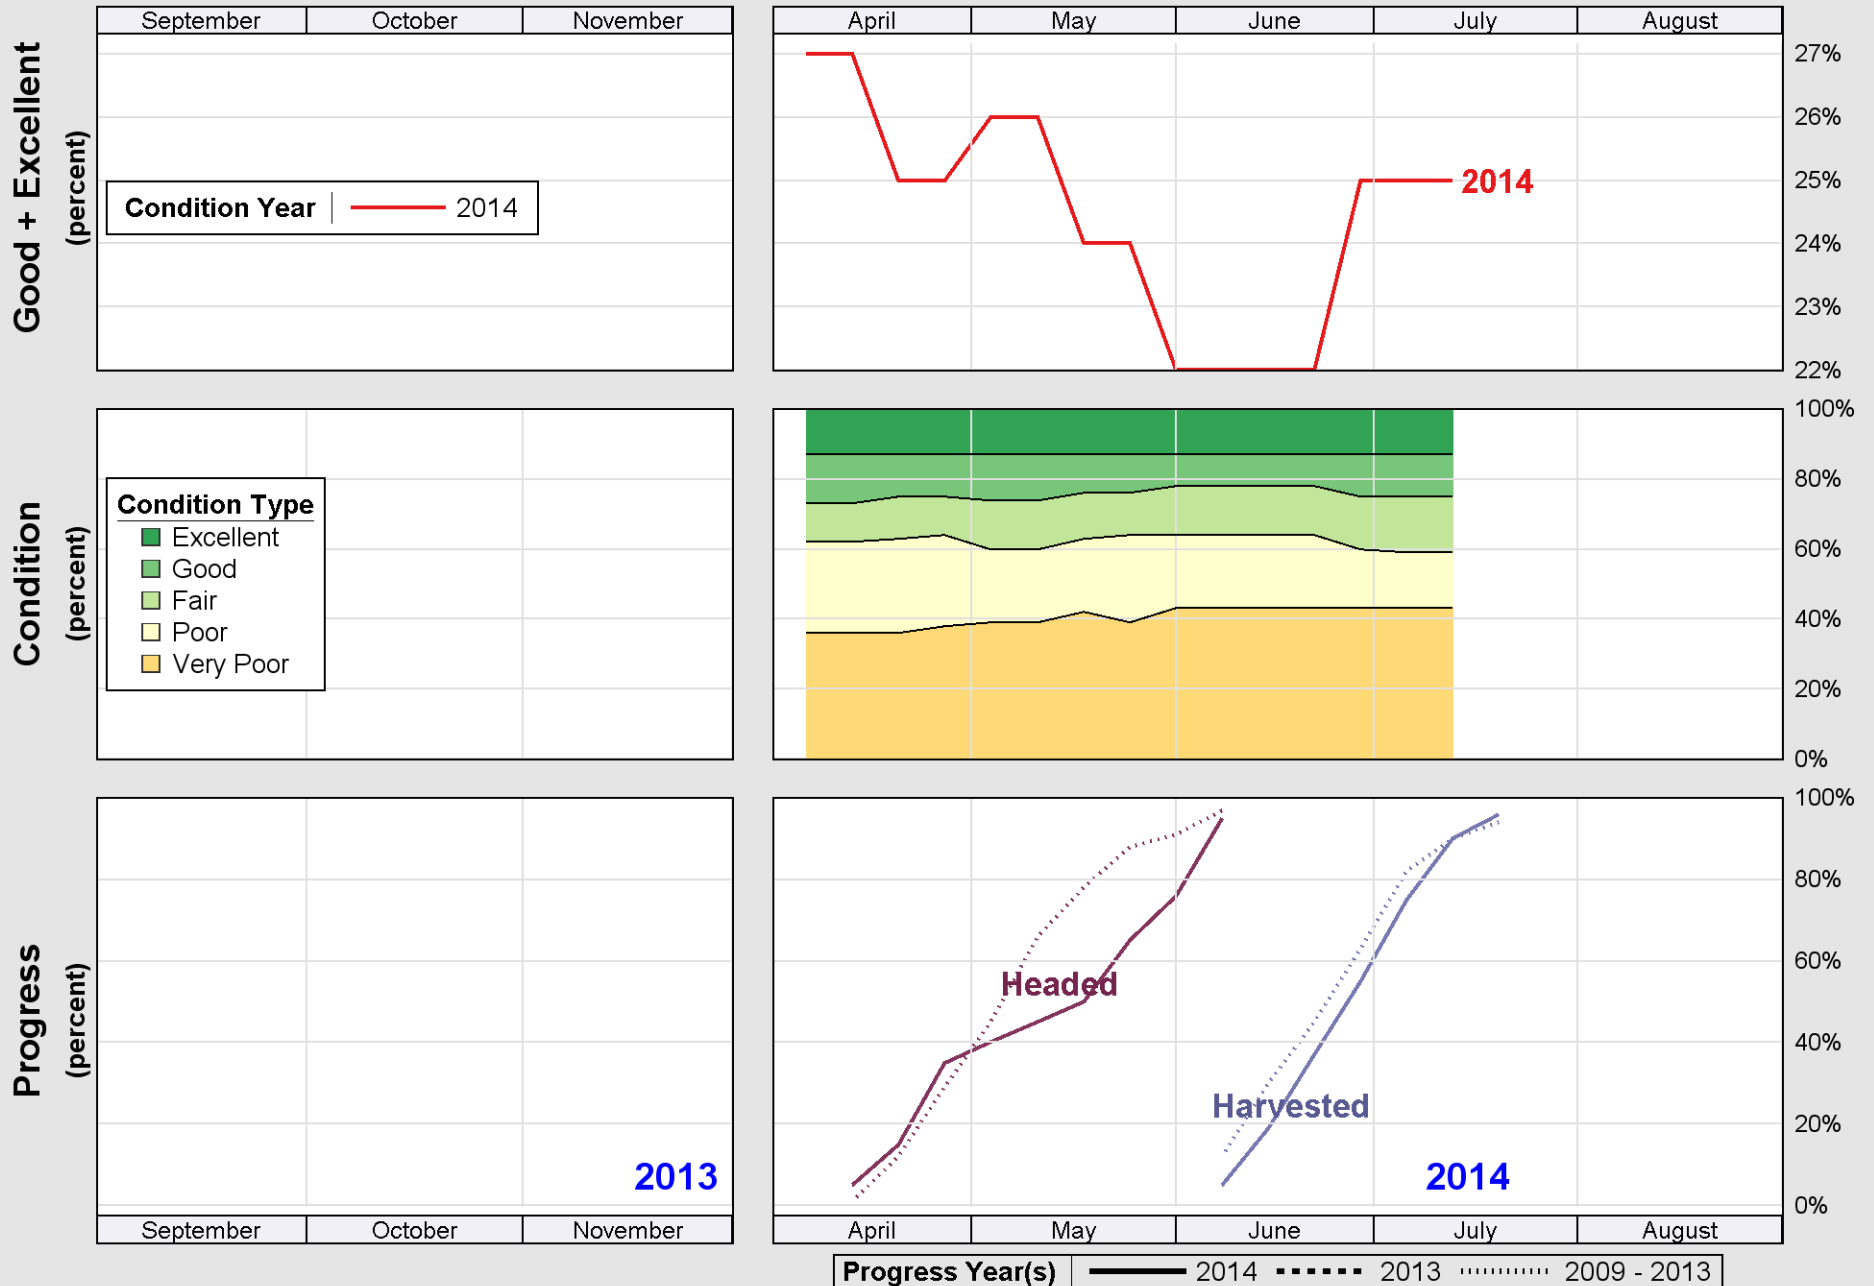 September October November April May June July August
Good + Excellent
(percent)
27%
26%
25%
24%
23%
22%
Condition Year 2014
2014
Condition
(percent)
100%
80%
60%
40%
20%
0%
Condition Type
Excellent
Good
Fair
Poor
Very Poor
Progress
(percent)
100%
80%
60%
40%
20%
0%
Headed
Harvested
2013
2014
September October November April May June July August
Progress Year(s) 2014 2013 2009 - 2013